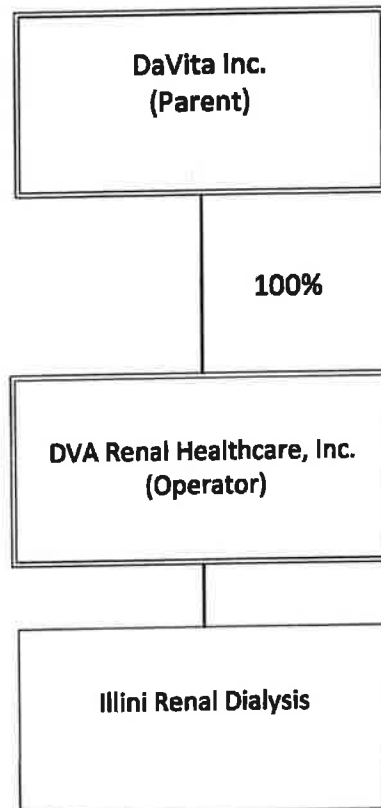 DaVita Inc.
(Parent)
100%
DVA Renal Healthcare, Inc.
(Operator)
Illini Renal Dialysis